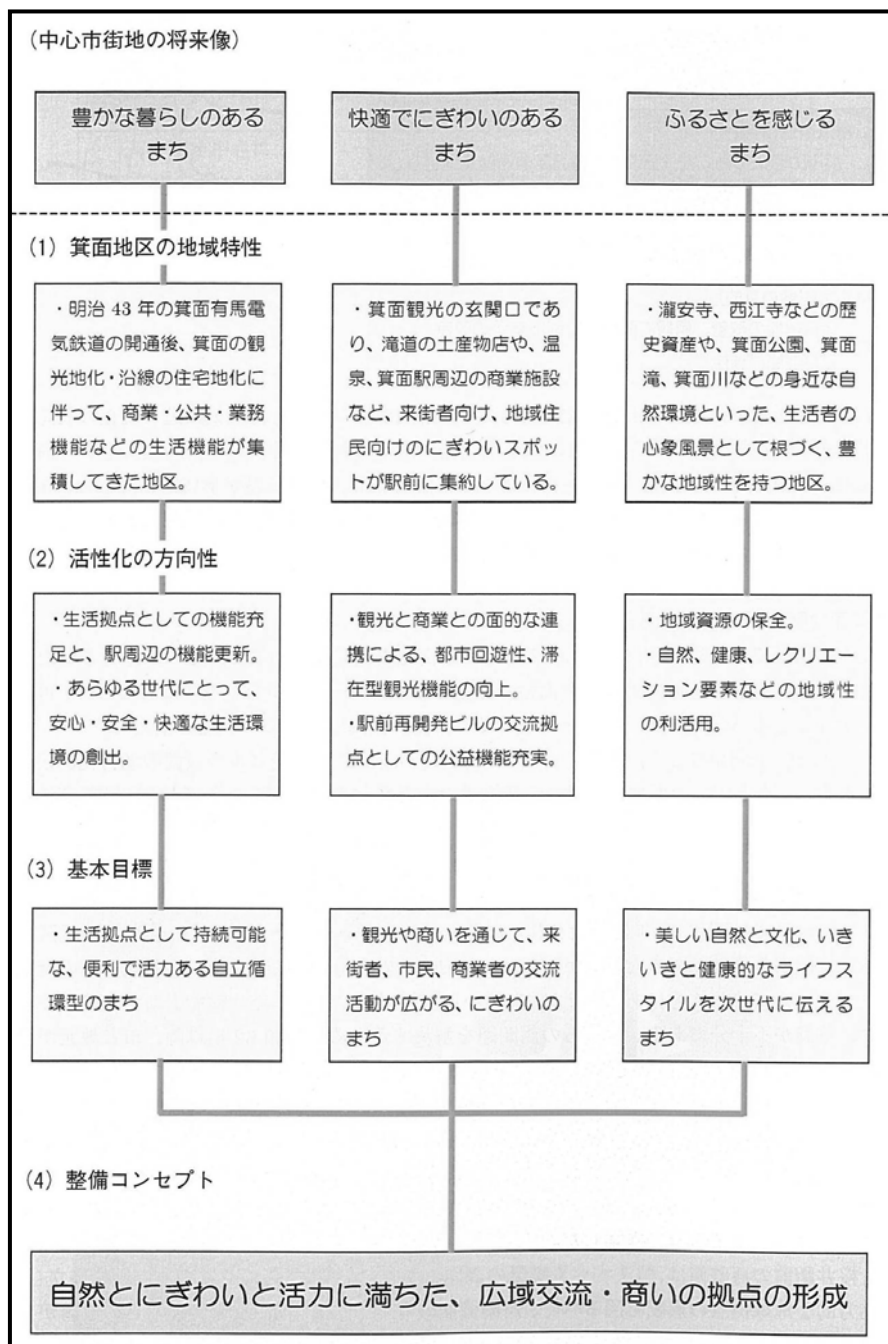 (中心市街地の将来像)
豊かな暮らしのある
まち
快適でにぎわいのある
まち
ふるさとを感じる
まち
(1) 箕面地区の地域特性
・明治 43 年の箕面有馬電
気鉄道の開通後、箕面の観
光地化・沿線の住宅地化に
伴って、商業・公共・業務
機能などの生活機能が集
積してきた地区。
・箕面観光の玄関口であ
り、滝道の土産物店や、温
泉、箕面駅周辺の商業施設
など、来街者向け、地域住
民向けのにぎわいスポッ
トが駅前に集約している。
・瀧安寺、西江寺などの歴
史資産や、箕面公園、箕面
滝、箕面川などの身近な自
然環境といった、生活者の
心象風景として根づく、豊
かな地域性を持つ地区。
(2) 活性化の方向性
・生活拠点としての機能充
足と、駅周辺の機能更新。
・あらゆる世代にとって、
安心・安全・快適な生活環
境の創出。
・観光と商業との面的な連
携による、都市回遊性、滞
在型観光機能の向上。
・駅前再開発ビルの交流拠
点としての公益機能充実。
・地域資源の保全。
・自然、健康、レクリエー
ション要素などの地域性
の利活用。
(3) 基本目標
・生活拠点として持続可能
な、便利で活力ある自立循
環型のまち
・観光や商いを通じて、来
街者、市民、商業者の交流
活動が広がる、にぎわいの
まち
・美しい自然と文化、いき
いきと健康的なライフス
タイルを次世代に伝える
まち
(4) 整備コンセプト
自然とにぎわいと活力に満ちた、広域交流・商いの拠点の形成